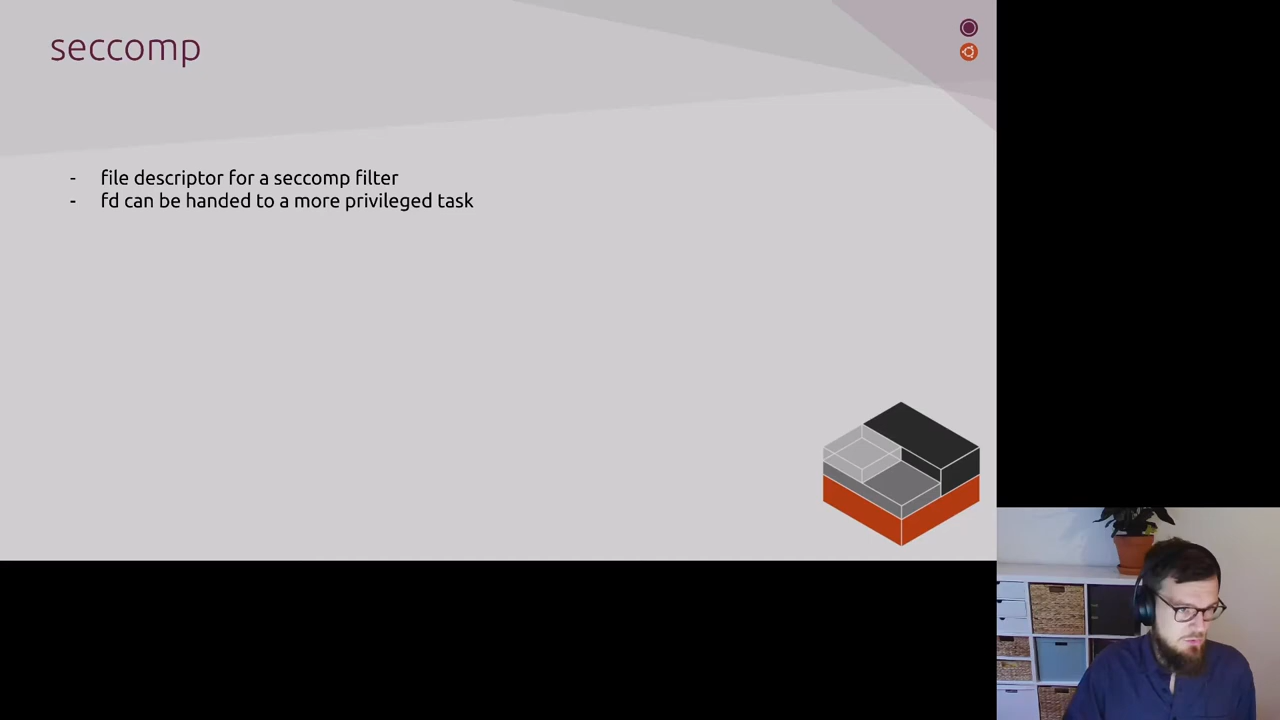 seccomp
- file descriptor for a seccomp filter
- fd can be handed to a more privileged task